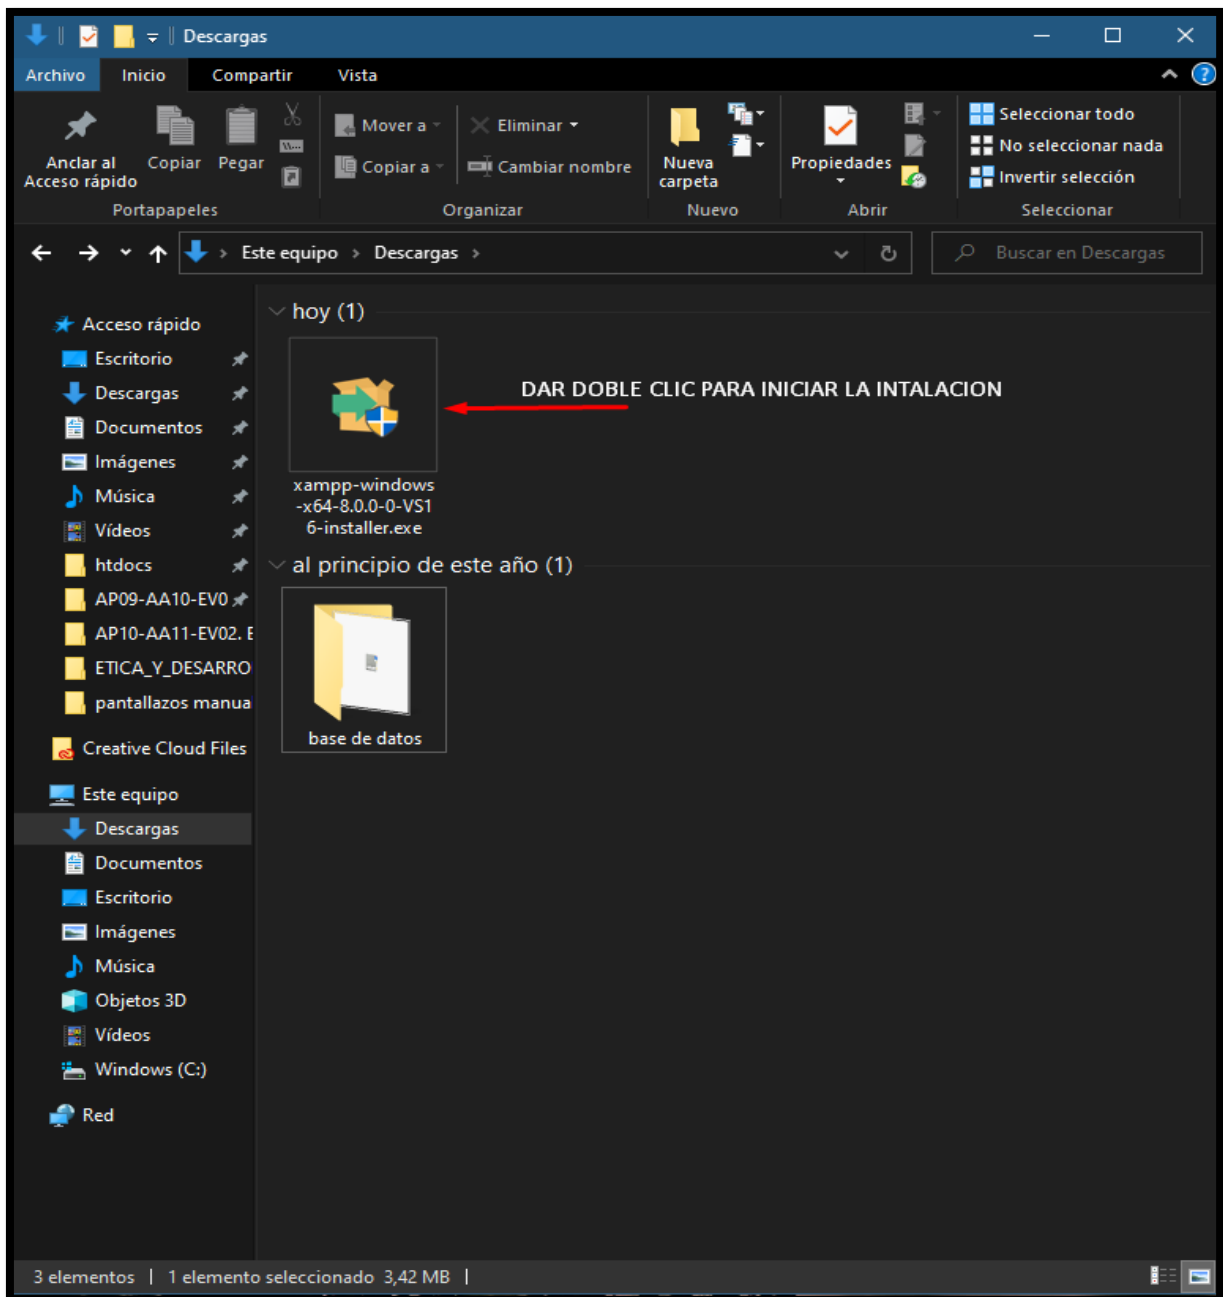 Descargas
Archivo Inicio Compartir Vista
Anclar al Acceso rápido
Copiar
Pegar
Mover a
Copiar a
Eliminar
Cambiar nombre
Nueva carpeta
Propiedades
Seleccionar todo
No seleccionar nada
Invertir selección
Portapapeles Organizar Nuevo Abrir Seleccionar
Este equipo > Descargas >
Buscar en Descargas
Acceso rápido
Escritorio
Descargas
Documentos
Imágenes
Música
Vídeos
htdocs
AP09-AA10-EV0
AP10-AA11-EV02. E
ETICA_Y_DESARRO
pantallazos manua
Creative Cloud Files
Este equipo
Descargas
Documentos
Escritorio
Imágenes
Música
Objetos 3D
Vídeos
Windows (C:)
Red
hoy (1)
DAR DOBLE CLIC PARA INICIAR LA INTALACION
xampp-windows
-x64-8.0.0-0-VS1
6-installer.exe
al principio de este año (1)
base de datos
3 elementos | 1 elemento seleccionado 3,42 MB |